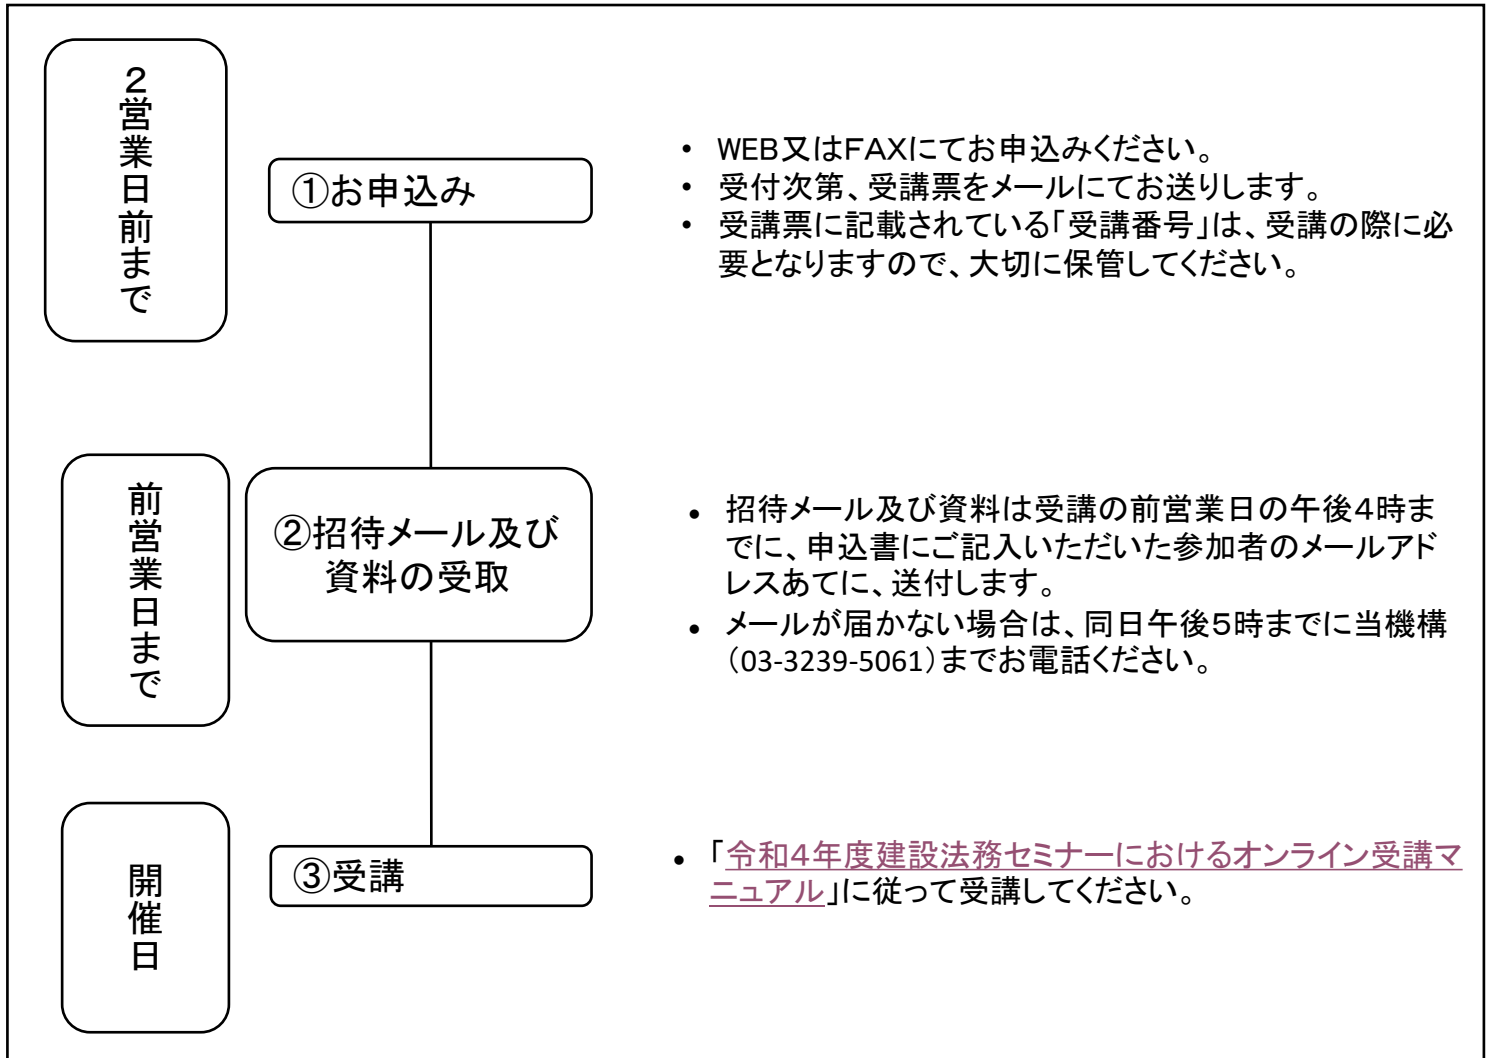 ２営業日前まで
①お申込み
• WEB又はFAXにてお申込みください。
• 受付次第、受講票をメールにてお送りします。
• 受講票に記載されている「受講番号」は、受講の際に必
要となりますので、大切に保管してください。
前営業日まで
②招待メール及び
資料の受取
• 招待メール及び資料は受講の前営業日の午後４時ま
でに、申込書にご記入いただいた参加者のメールアド
レスあてに、送付します。
• メールが届かない場合は、同日午後５時までに当機構
（03-3239-5061）までお電話ください。
開催日
③受講
• 「令和４年度建設法務セミナーにおけるオンライン受講マ
ニュアル」に従って受講してください。